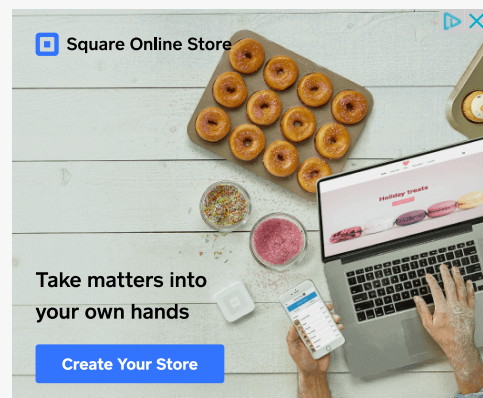 Square Online Store
Holiday treats
Take matters into
your own hands
Create Your Store